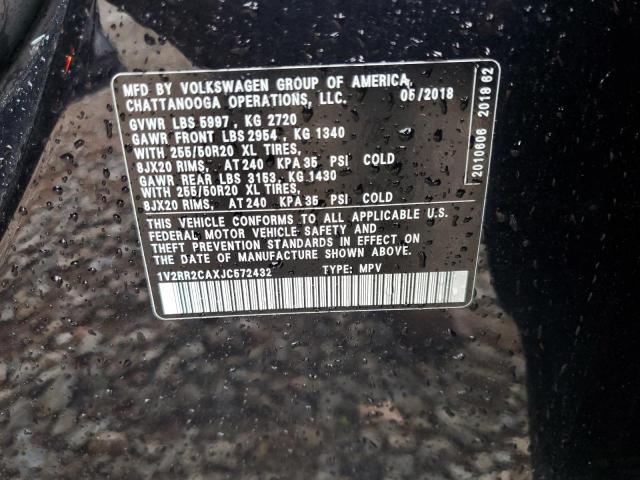 MFD BY VOLKSWAGEN GROUP OF AMERICA,
CHATTANOOGA OPERATIONS, LLC. 05/2018
GVWR LBS 5997 , KG 2720
GAWR FRONT LBS 2954 , KG 1340
WITH 255/50R20 XL TIRES,
8JX20 RIMS, AT 240 KPA 35 PSI COLD
GAWR REAR LBS 3153, KG 1430
WITH 255/50R20 XL TIRES,
8JX20 RIMS, AT 240 KPA 35 PSI COLD
THIS VEHICLE CONFORMS TO ALL APPLICABLE U.S.
FEDERAL MOTOR VEHICLE SAFETY AND
THEFT PREVENTION STANDARDS IN EFFECT ON
THE DATE OF MANUFACTURE SHOWN ABOVE.
1V2RR2CAXJC572432 TYPE: MPV
2010606 2018 62